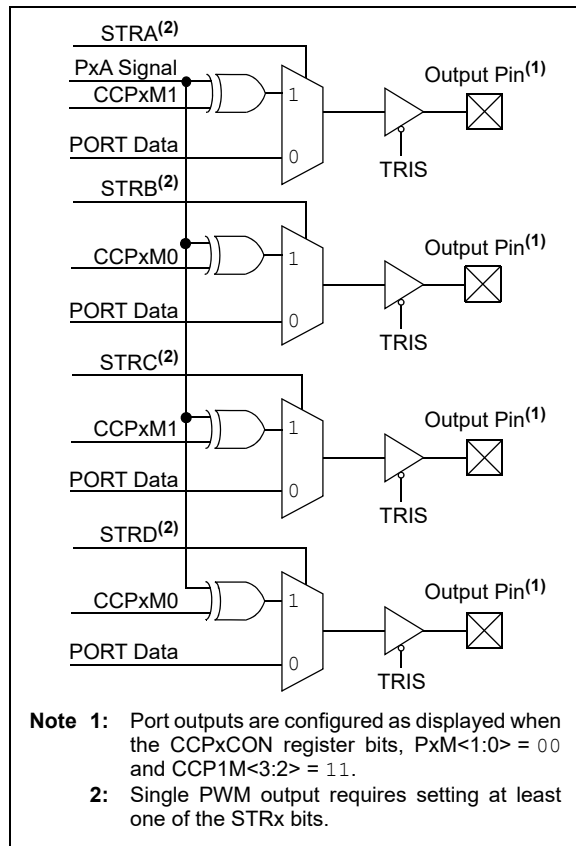 STRA(2)
PxA Signal
CCPxM1
1
Output Pin(1)
PORT Data
0
TRIS
STRB(2)
CCPxM0
1
Output Pin(1)
PORT Data
0
TRIS
STRC(2)
CCPxM1
1
Output Pin(1)
PORT Data
0
TRIS
STRD(2)
CCPxM0
1
Output Pin(1)
PORT Data
0
TRIS
Note 1: Port outputs are configured as displayed when
the CCPxCON register bits, PxM<1:0> = 00
and CCP1M<3:2> = 11.
2: Single PWM output requires setting at least
one of the STRx bits.